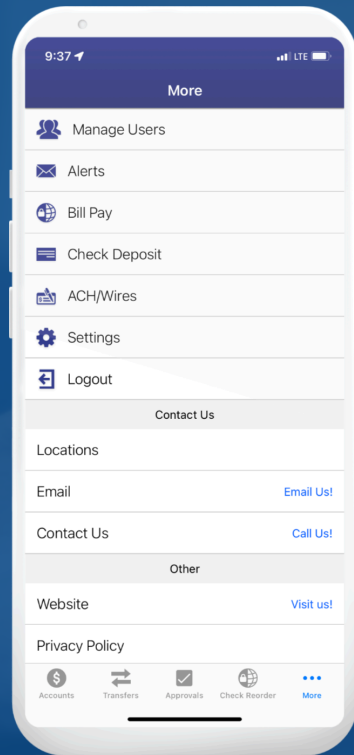 9:37 LTE
More
Manage Users
Alerts
Bill Pay
Check Deposit
ACH/Wires
Settings
Logout
Contact Us
Locations
Email Email Us!
Contact Us Call Us!
Other
Website Visit us!
Privacy Policy
Accounts Transfers Approvals Check Reorder More